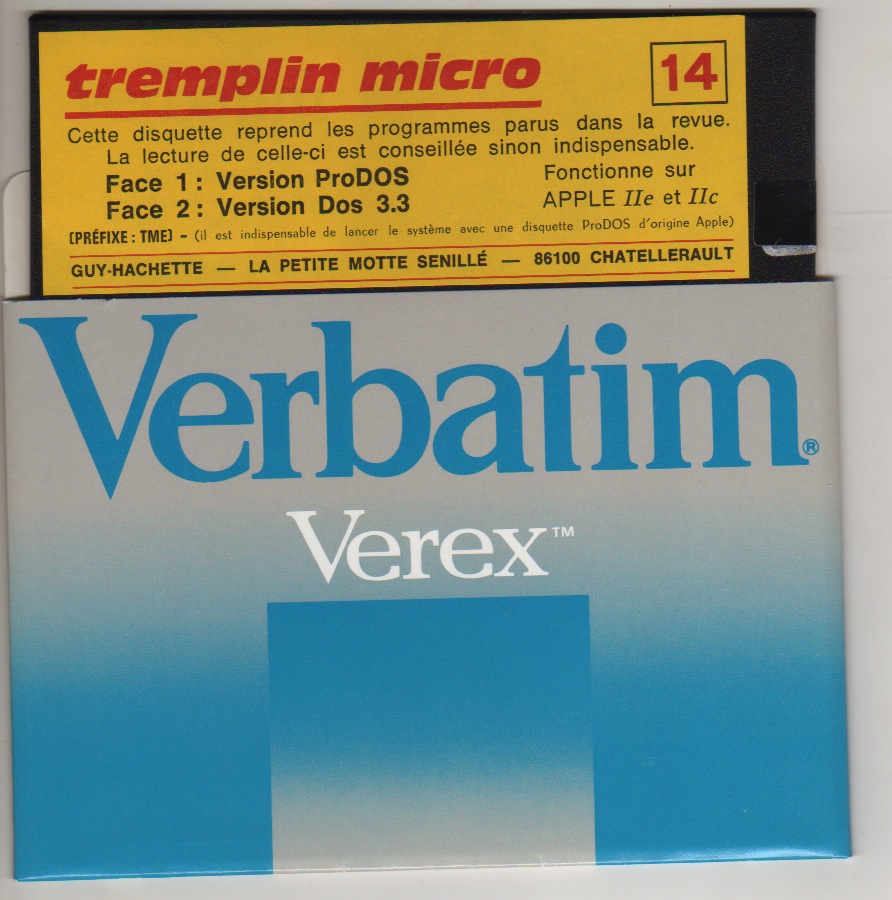 tremplin micro
14
Cette disquette reprend les programmes parus dans la revue.
La lecture de celle-ci est conseillée sinon indispensable.
Face 1 : Version ProDOS
Face 2 : Version Dos 3.3
Fonctionne sur
APPLE IIe et IIc
(PRÉFIXE : TME) - (il est indispensable de lancer le système avec une disquette ProDOS d'origine Apple)
GUY-HACHETTE — LA PETITE MOTTE SENILLÉ — 86100 CHATELLERAULT
Verbatim®
Verex™